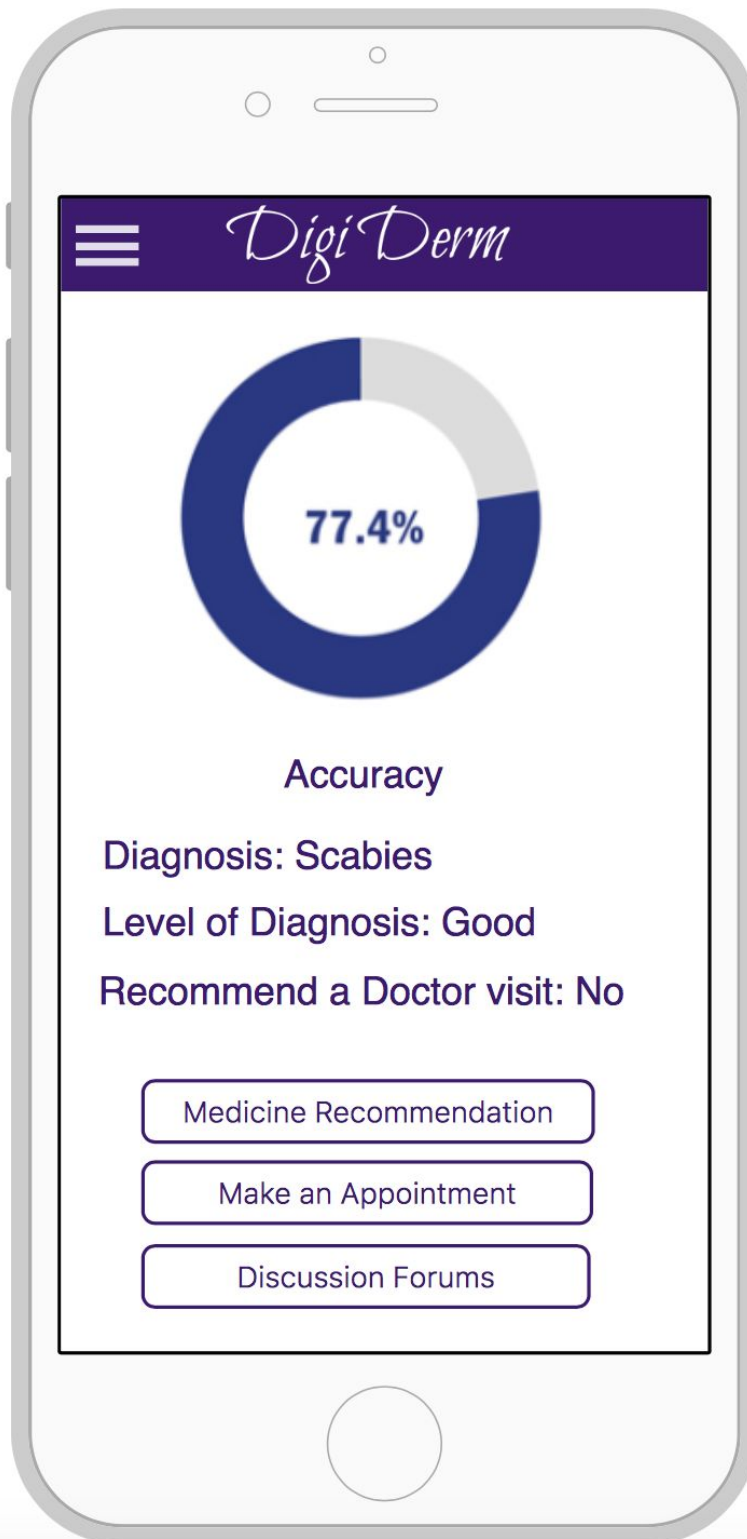 Digi Derm
77.4%
Accuracy
Diagnosis: Scabies
Level of Diagnosis: Good
Recommend a Doctor visit: No
Medicine Recommendation
Make an Appointment
Discussion Forums